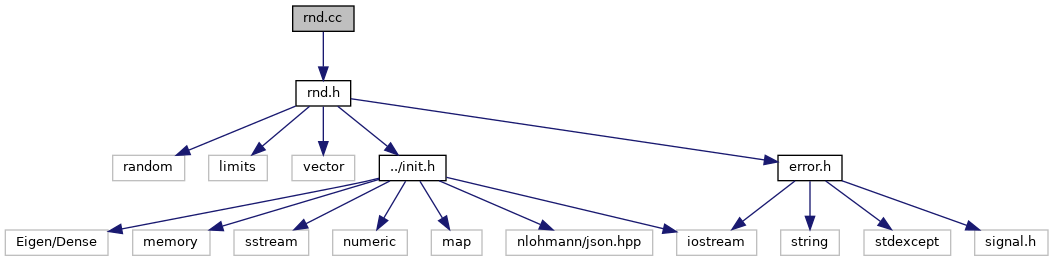 rnd.cc
rnd.h
random
limits
vector
../init.h
error.h
Eigen/Dense
memory
sstream
numeric
map
nlohmann/json.hpp
iostream
string
stdexcept
signal.h